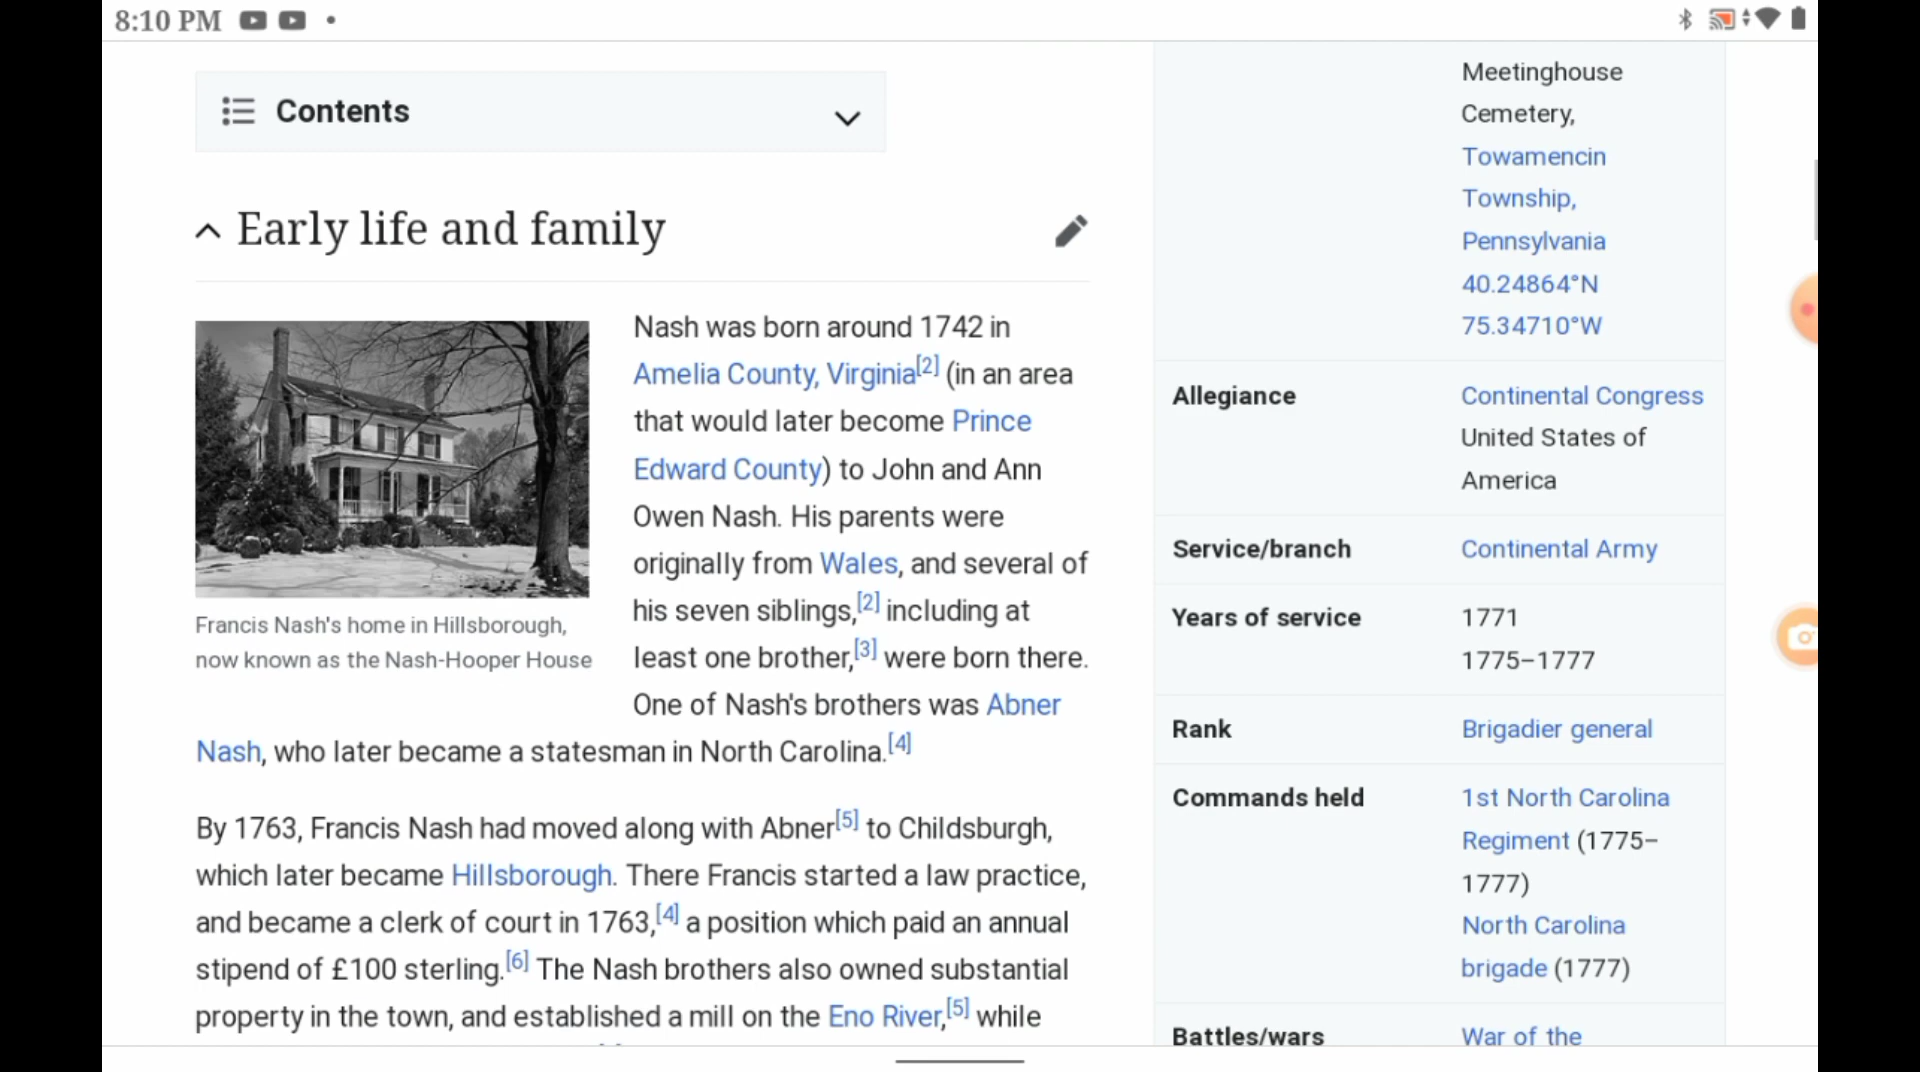 8:10 PM
Contents
Early life and family
Francis Nash's home in Hillsborough,
now known as the Nash-Hooper House
Nash was born around 1742 in
Amelia County, Virginia[2] (in an area
that would later become Prince
Edward County) to John and Ann
Owen Nash. His parents were
originally from Wales, and several of
his seven siblings,[2] including at
least one brother,[3] were born there.
One of Nash's brothers was Abner
Nash, who later became a statesman in North Carolina.[4]
By 1763, Francis Nash had moved along with Abner[5] to Childsburgh,
which later became Hillsborough. There Francis started a law practice,
and became a clerk of court in 1763,[4] a position which paid an annual
stipend of £100 sterling.[6] The Nash brothers also owned substantial
property in the town, and established a mill on the Eno River,[5] while
Meetinghouse
Cemetery,
Towamencin
Township,
Pennsylvania
40.24864°N
75.34710°W
Allegiance
Continental Congress
United States of
America
Service/branch
Continental Army
Years of service
1771
1775–1777
Rank
Brigadier general
Commands held
1st North Carolina
Regiment (1775–
1777)
North Carolina
brigade (1777)
Battles/wars
War of the